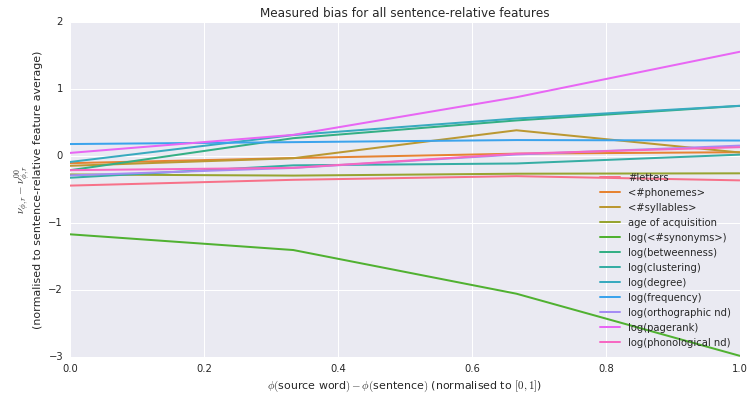 Measured bias for all sentence-relative features
2
1
0
−1
−2
−3
0.0
0.2
0.4
0.6
0.8
1.0
ν_{ϕ,r} − ν_{ϕ,r}^{00}
(normalised to sentence-relative feature average)
ϕ(source word) − ϕ(sentence) (normalised to [0, 1])
#letters
<#phonemes>
<#syllables>
age of acquisition
log(<#synonyms>)
log(betweenness)
log(clustering)
log(degree)
log(frequency)
log(orthographic nd)
log(pagerank)
log(phonological nd)